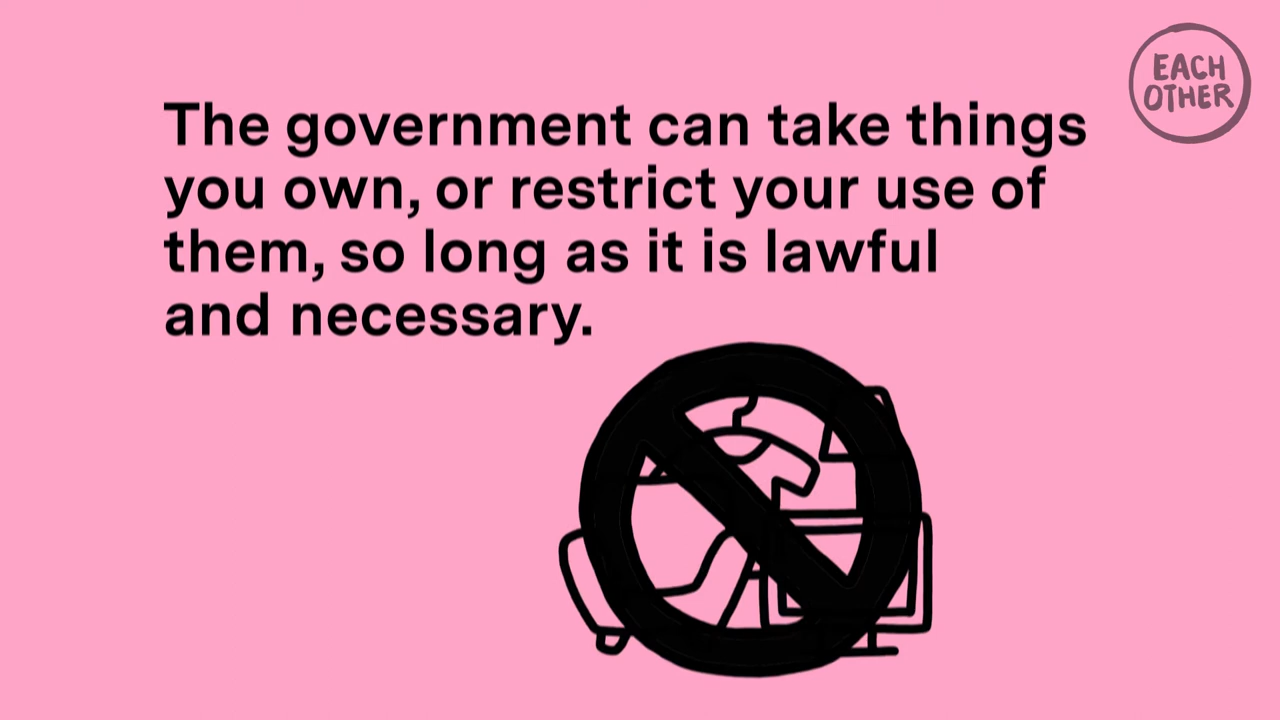 The government can take things
you own, or restrict your use of
them, so long as it is lawful
and necessary.
EACH
OTHER